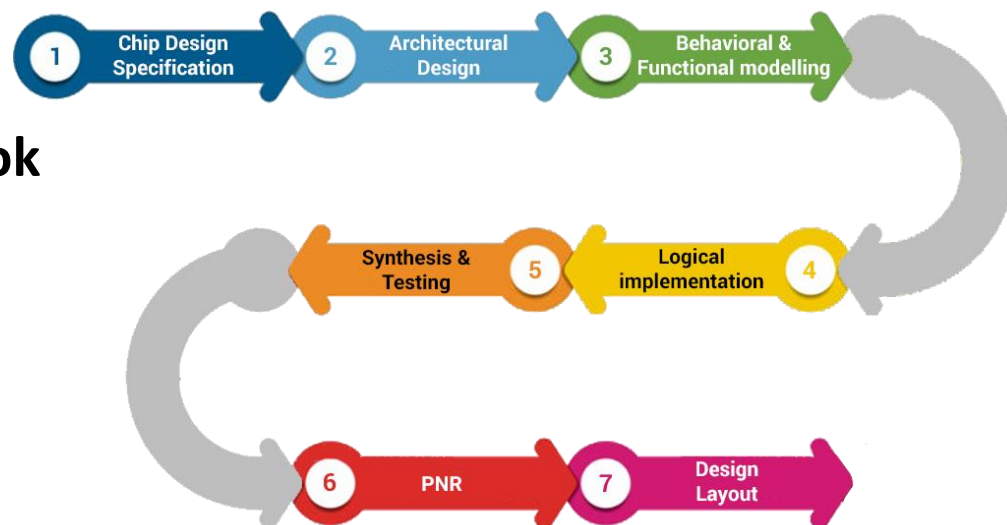 1
Chip Design
Specification
2
Architectural
Design
3
Behavioral &
Functional modelling
ok
4
Logical
implementation
5
Synthesis &
Testing
6
PNR
7
Design
Layout